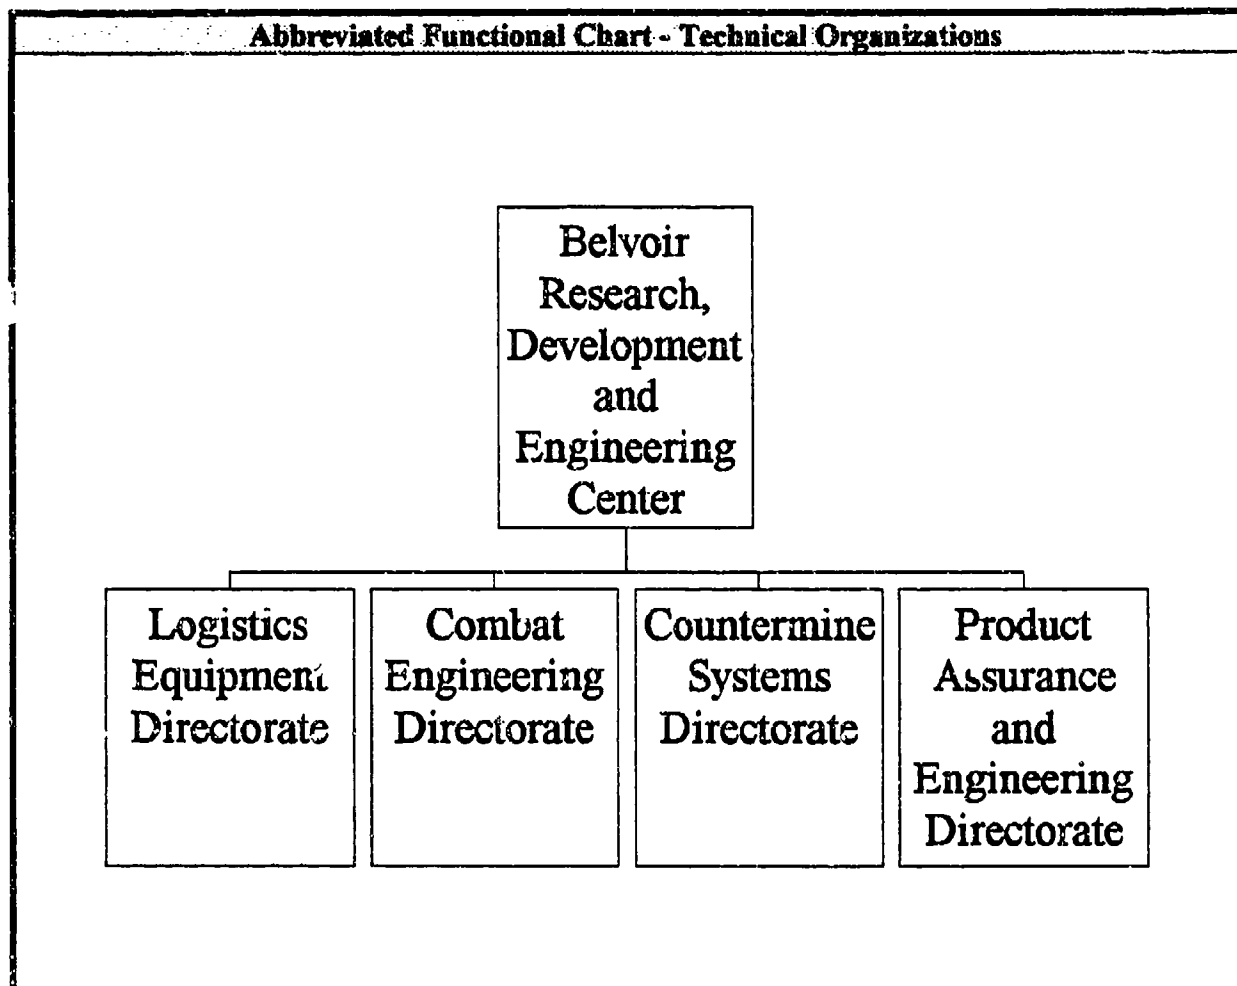 Abbreviated Functional Chart - Technical Organizations
Belvoir
Research,
Development
and
Engineering
Center
Logistics
Equipment
Directorate
Combat
Engineering
Directorate
Countermine
Systems
Directorate
Product
Assurance
and
Engineering
Directorate